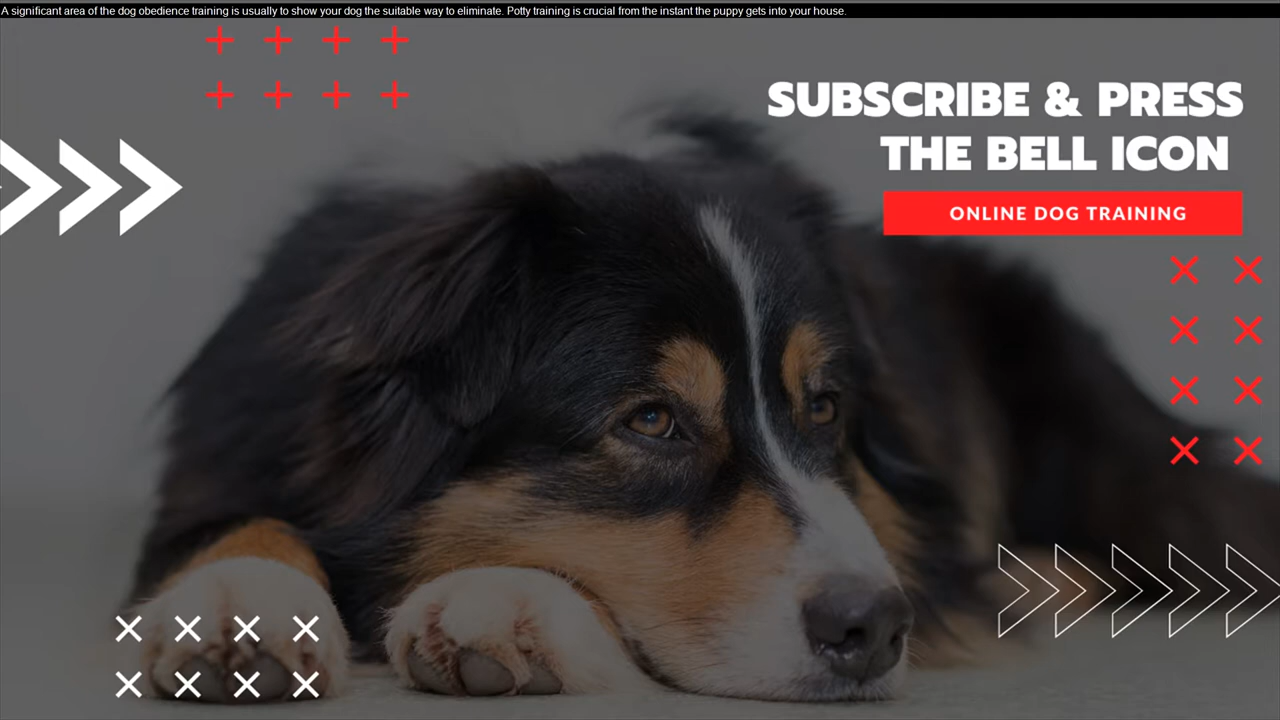 A significant area of the dog obedience training is usually to show your dog the suitable way to eliminate. Potty training is crucial from the instant the puppy gets into your house.
SUBSCRIBE & PRESS
THE BELL ICON
ONLINE DOG TRAINING